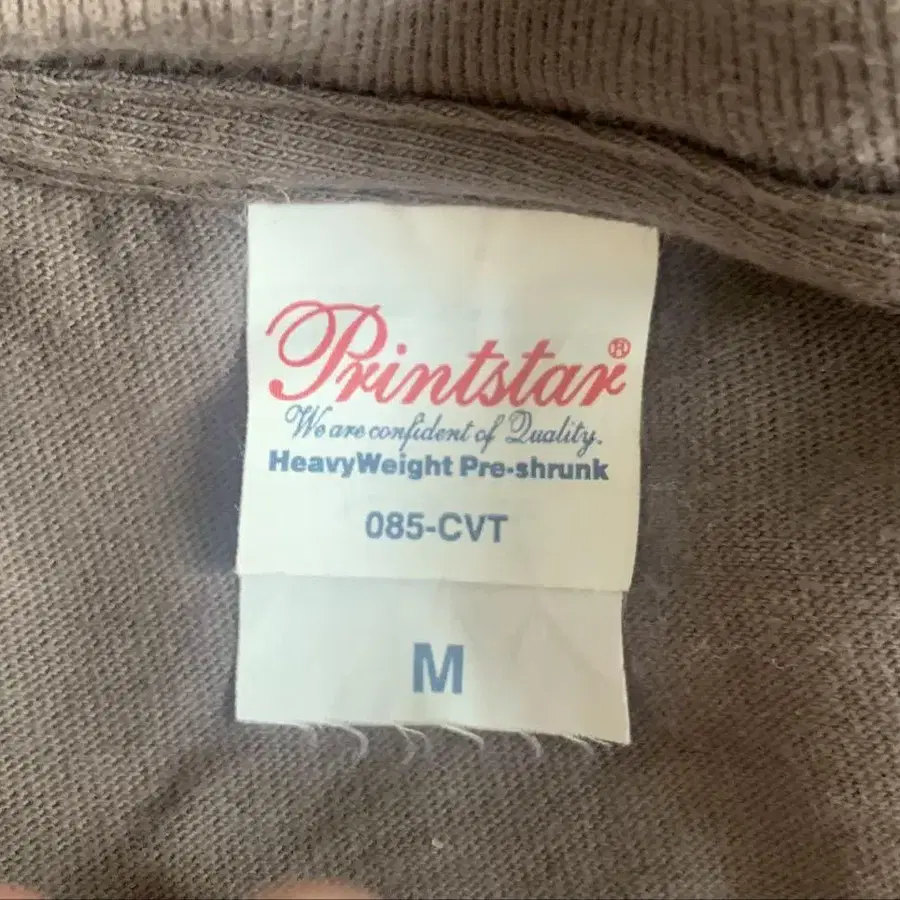 Printstar®
We are confident of Quality.
HeavyWeight Pre-shrunk
085-CVT
M